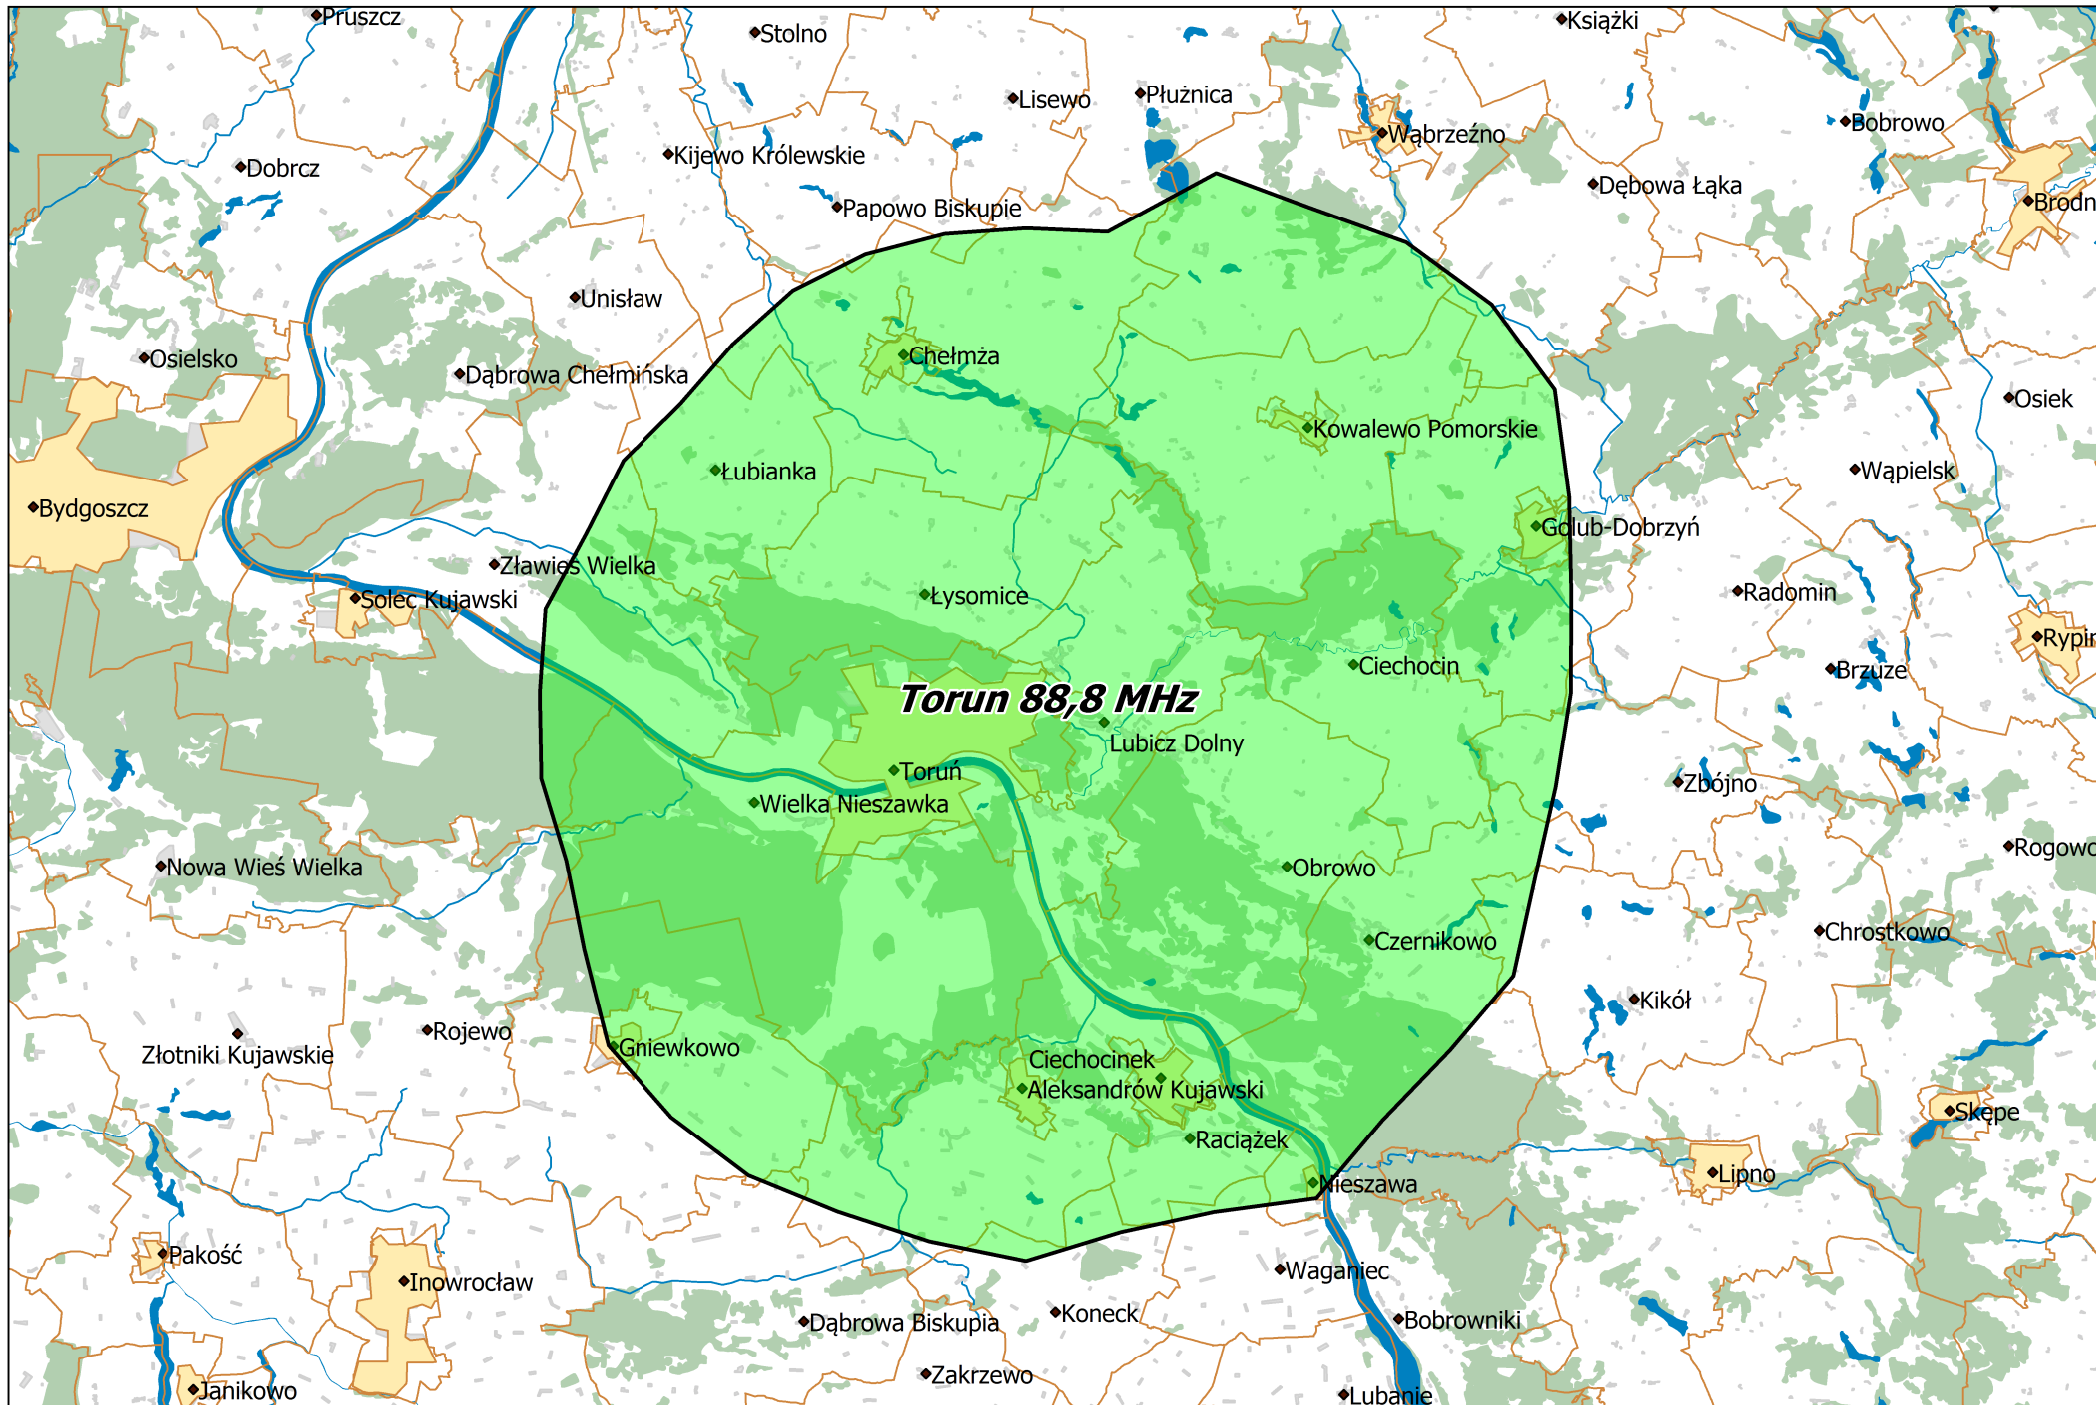 Pruszcz
Stolno
Książki
Lisewo
Płużnica
Bobrowo
Wąbrzeźno
Kijewo Królewskie
Dobrcz
Dębowa Łąka
Brodn
Papowo Biskupie
Unisław
Osielsko
Chełmża
Dąbrowa Chełmińska
Osiek
Kowalewo Pomorskie
Łubianka
Wąpielsk
Bydgoszcz
Golub-Dobrzyń
Zławieś Wielka
Radomin
Łysomice
Solec Kujawski
Rypin
Ciechocin
Brzuze
Torun 88,8 MHz
Lubicz Dolny
Toruń
Zbójno
Wielka Nieszawka
Rogowo
Nowa Wieś Wielka
Obrowo
Chrostkowo
Czernikowo
Kikół
Rojewo
Gniewkowo
Złotniki Kujawskie
Ciechocinek
Aleksandrów Kujawski
Skępe
Raciążek
Lipno
Nieszawa
Pakość
Waganiec
Inowrocław
Koneck
Bobrowniki
Dąbrowa Biskupia
Zakrzewo
Janikowo
Lubanie